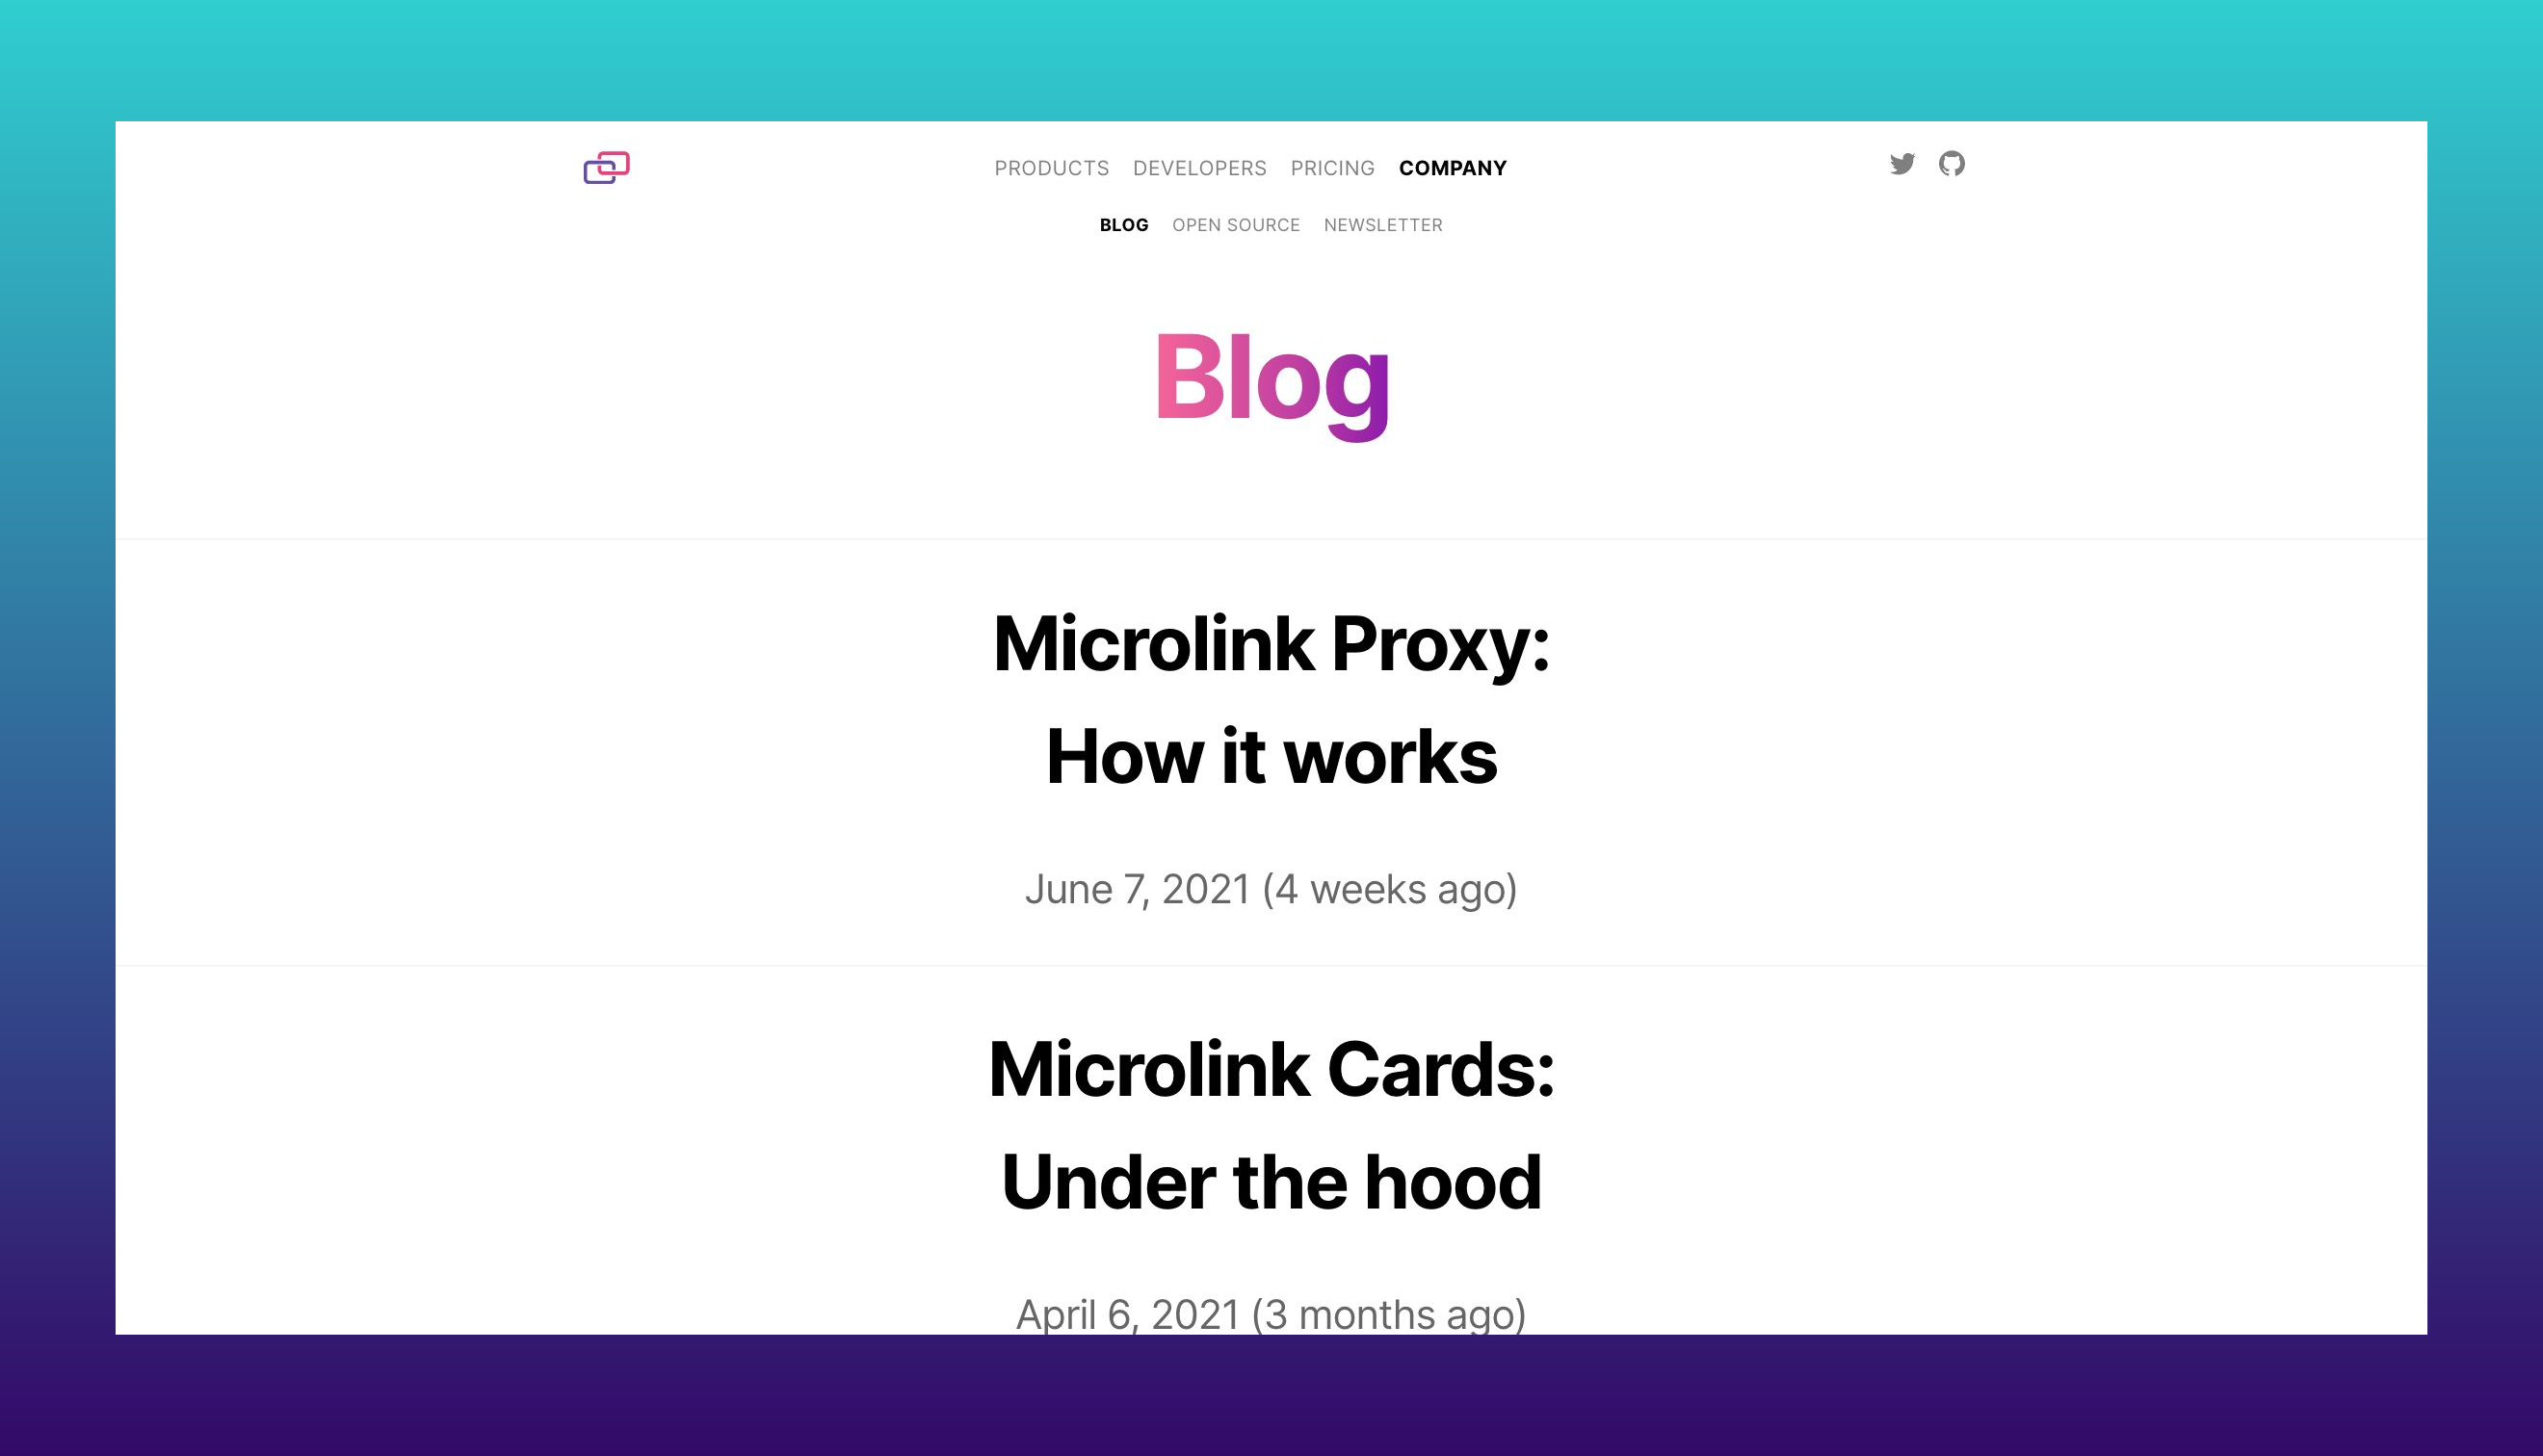 PRODUCTS DEVELOPERS PRICING COMPANY
BLOG OPEN SOURCE NEWSLETTER
Blog
Microlink Proxy:
How it works
June 7, 2021 (4 weeks ago)
Microlink Cards:
Under the hood
April 6, 2021 (3 months ago)